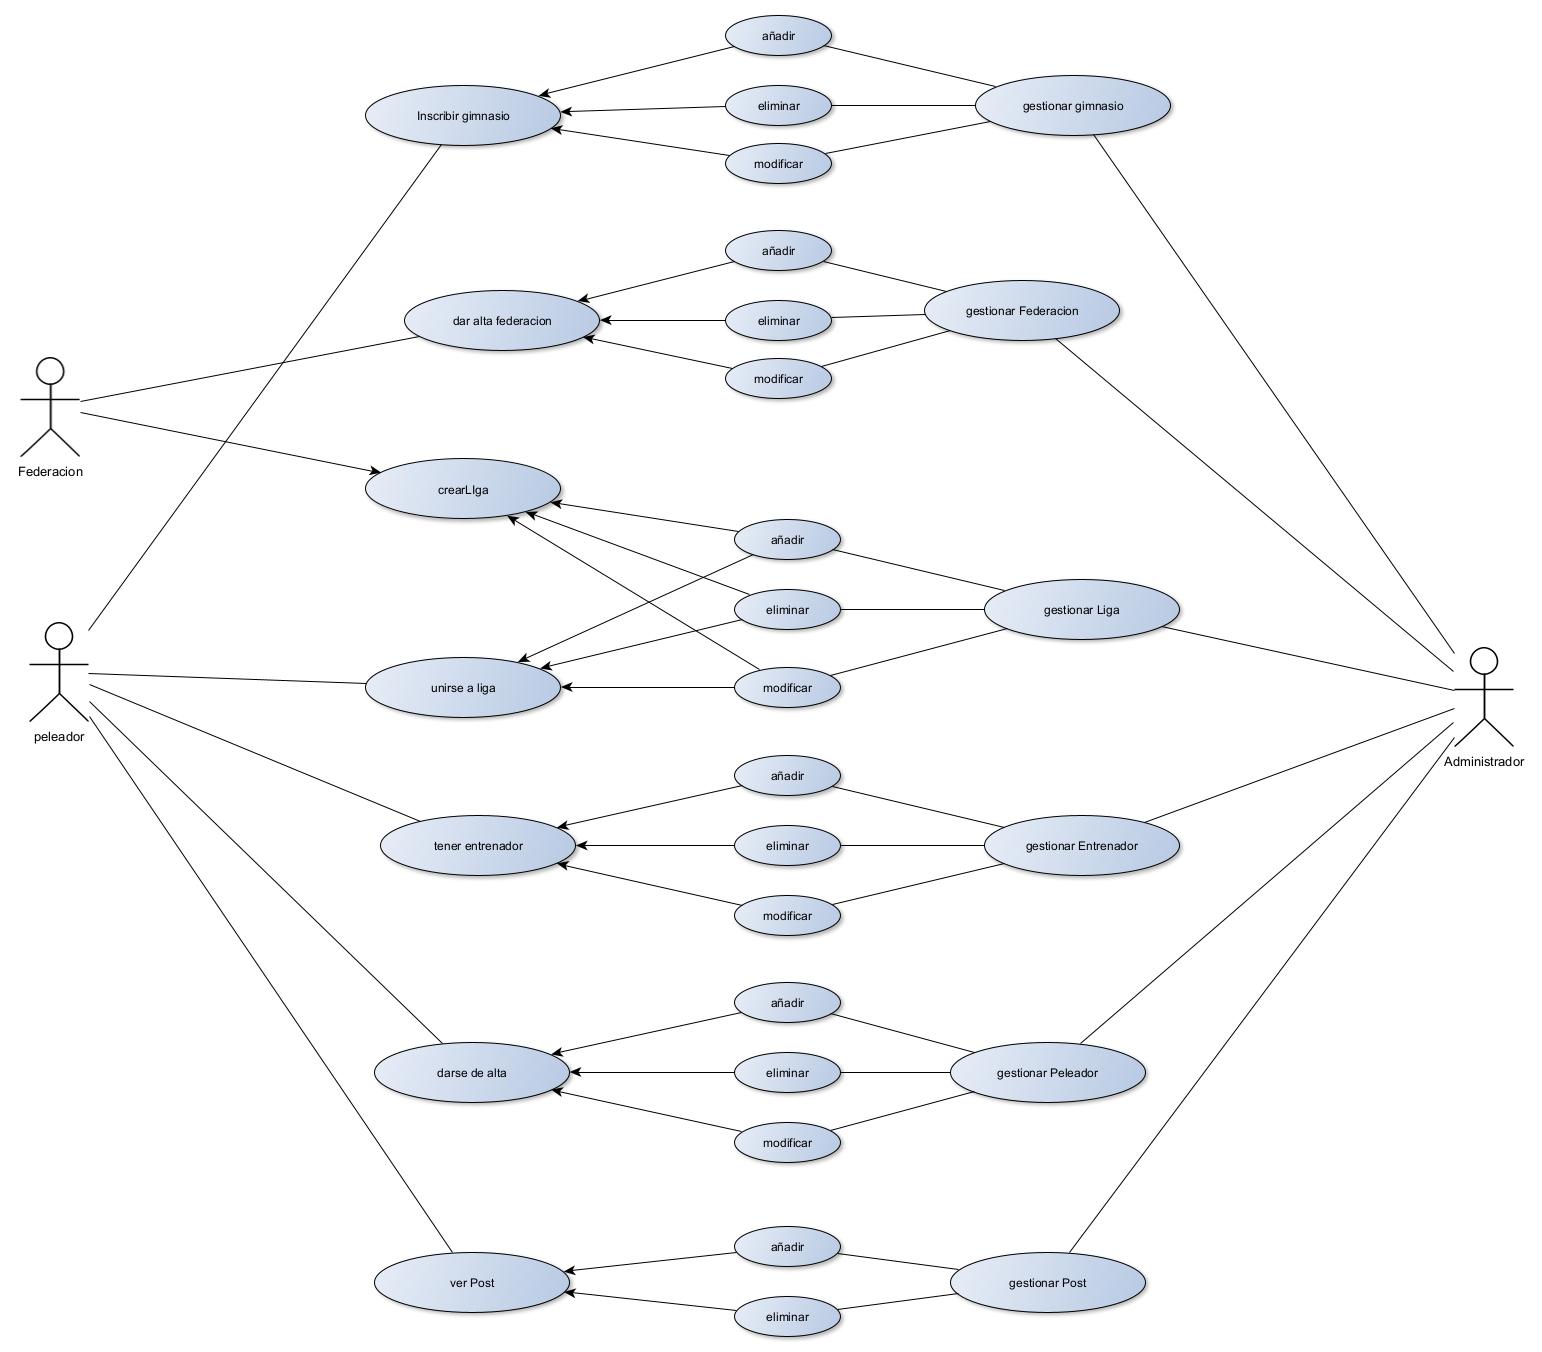 añadir
Inscribir gimnasio
eliminar
gestionar gimnasio
modificar
añadir
dar alta federacion
eliminar
gestionar Federacion
modificar
Federacion
crearLIga
añadir
eliminar
gestionar Liga
unirse a liga
modificar
peleador
Administrador
añadir
tener entrenador
eliminar
gestionar Entrenador
modificar
añadir
darse de alta
eliminar
gestionar Peleador
modificar
añadir
ver Post
gestionar Post
eliminar